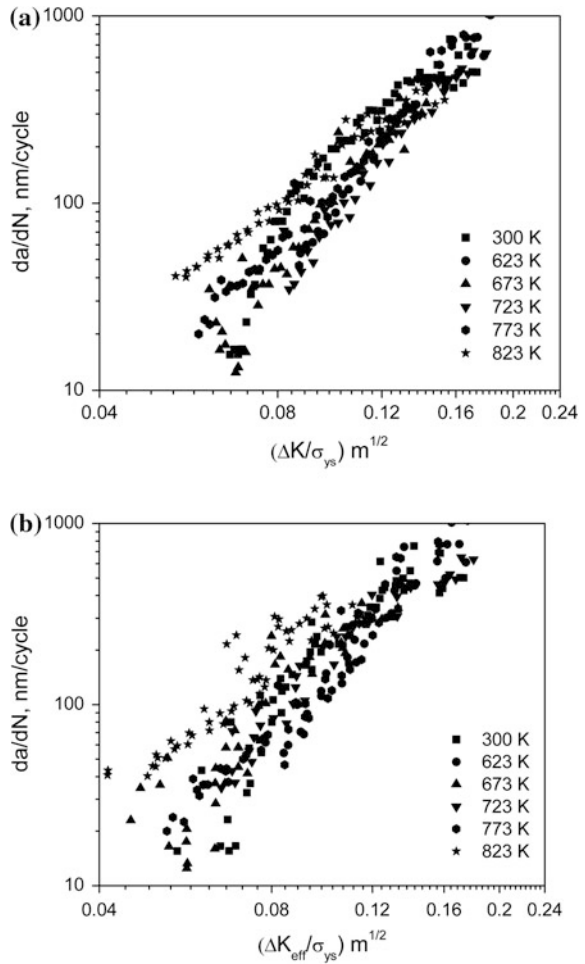 (a)
1000
100
10
da/dN, nm/cycle
300 K
623 K
673 K
723 K
773 K
823 K
0.04 0.08 0.12 0.16 0.2 0.24
(ΔK/σys) m1/2
(b)
1000
100
10
da/dN, nm/cycle
300 K
623 K
673 K
723 K
773 K
823 K
0.04 0.08 0.12 0.16 0.2 0.24
(ΔKeff/σys) m1/2